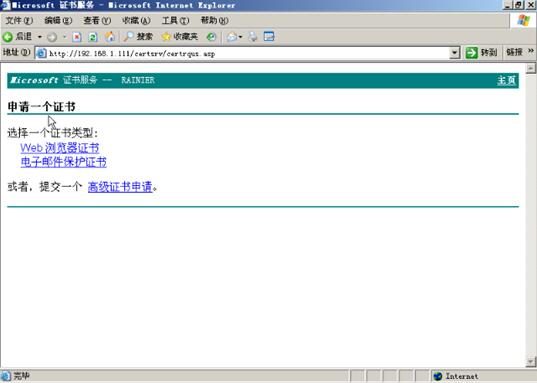 Microsoft 证书服务 - Microsoft Internet Explorer
文件(F) 编辑(E) 查看(V) 收藏(A) 工具(T) 帮助(H)
后退 搜索 收藏夹
地址(D) http://192.168.1.111/certsrv/certrqus.asp 转到 链接 »
Microsoft 证书服务 -- RAINIER 主页
申请一个证书
选择一个证书类型:
Web 浏览器证书
电子邮件保护证书
或者，提交一个 高级证书申请。
完毕 Internet